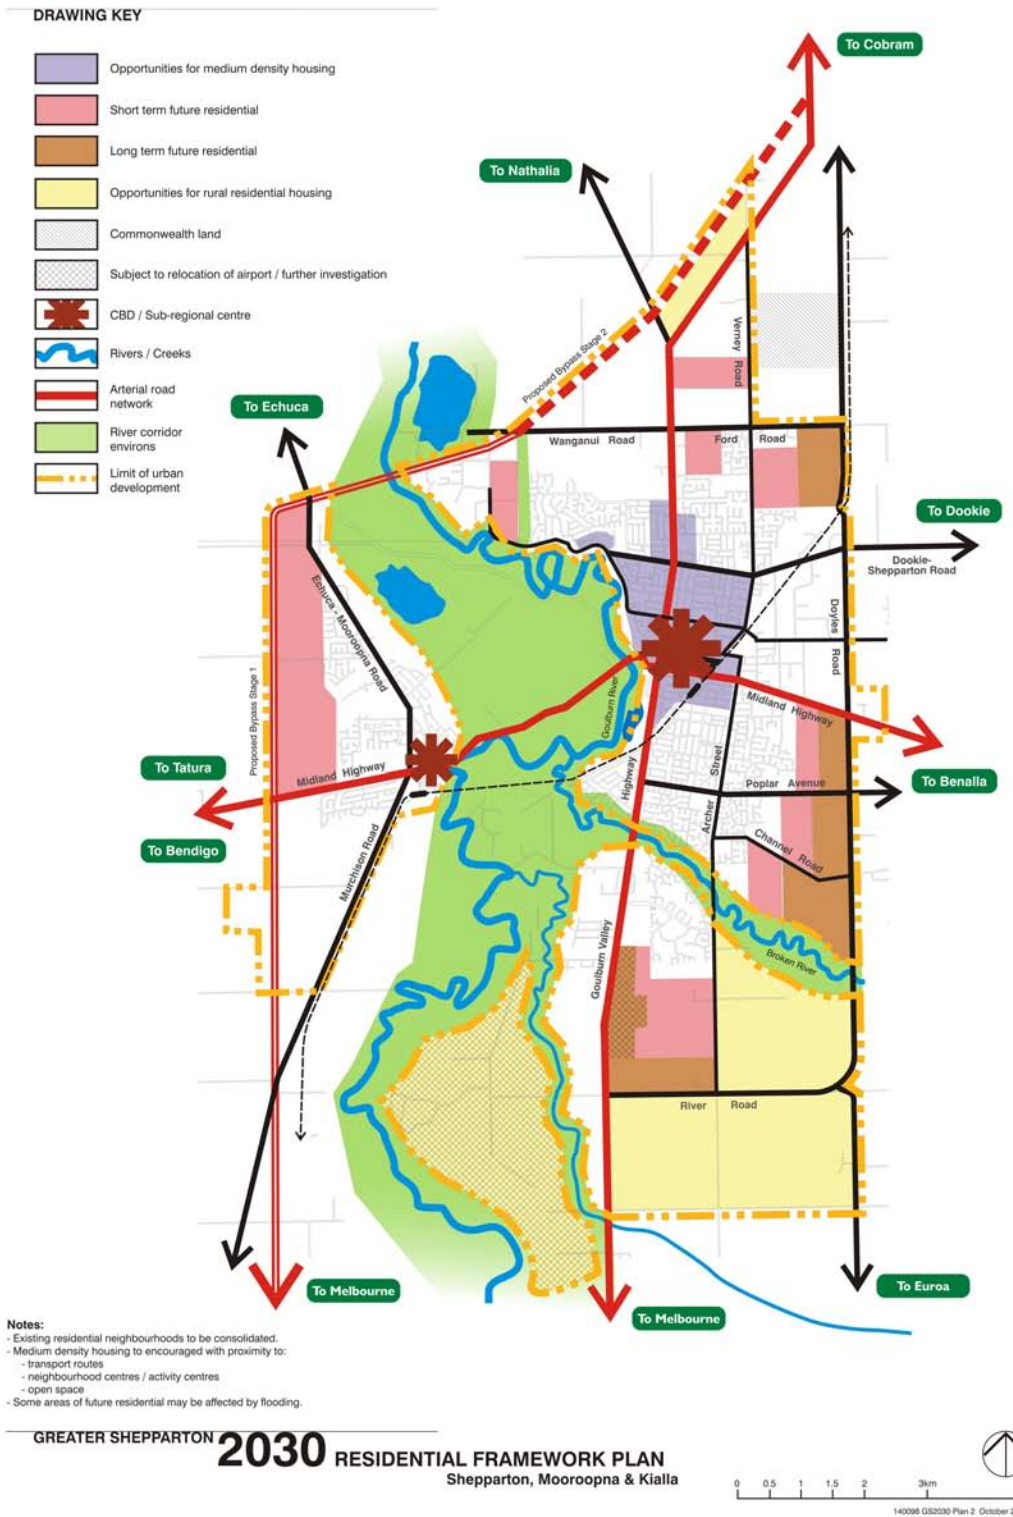 DRAWING KEY
Opportunities for medium density housing
Short term future residential
Long term future residential
Opportunities for rural residential housing
Commonwealth land
Subject to relocation of airport / further investigation
CBD / Sub-regional centre
Rivers / Creeks
Arterial road
network
River corridor
environs
Limit of urban
development
To Cobram
To Nathalia
Proposed Bypass Stage 2
Verney
Road
To Echuca
Wanganui Road
Ford Road
To Dookie
Dookie-
Shepparton Road
Echuca - Mooroopna Road
Doyles
Road
Proposed Bypass Stage 1
Goulburn River
Midland Highway
To Tatura
Midland Highway
Highway
Street
Poplar Avenue
To Benalla
To Bendigo
Murchison Road
Archer
Channel Road
Goulburn Valley
Broken River
River Road
To Melbourne
To Melbourne
To Euroa
Notes:
- Existing residential neighbourhoods to be consolidated.
- Medium density housing to encouraged with proximity to:
- transport routes
- neighbourhood centres / activity centres
- open space
- Some areas of future residential may be affected by flooding.
GREATER SHEPPARTON 2030 RESIDENTIAL FRAMEWORK PLAN
Shepparton, Mooroopna & Kialla
0 0.5 1 1.5 2 3km
140098 GS2030 Plan 2 October